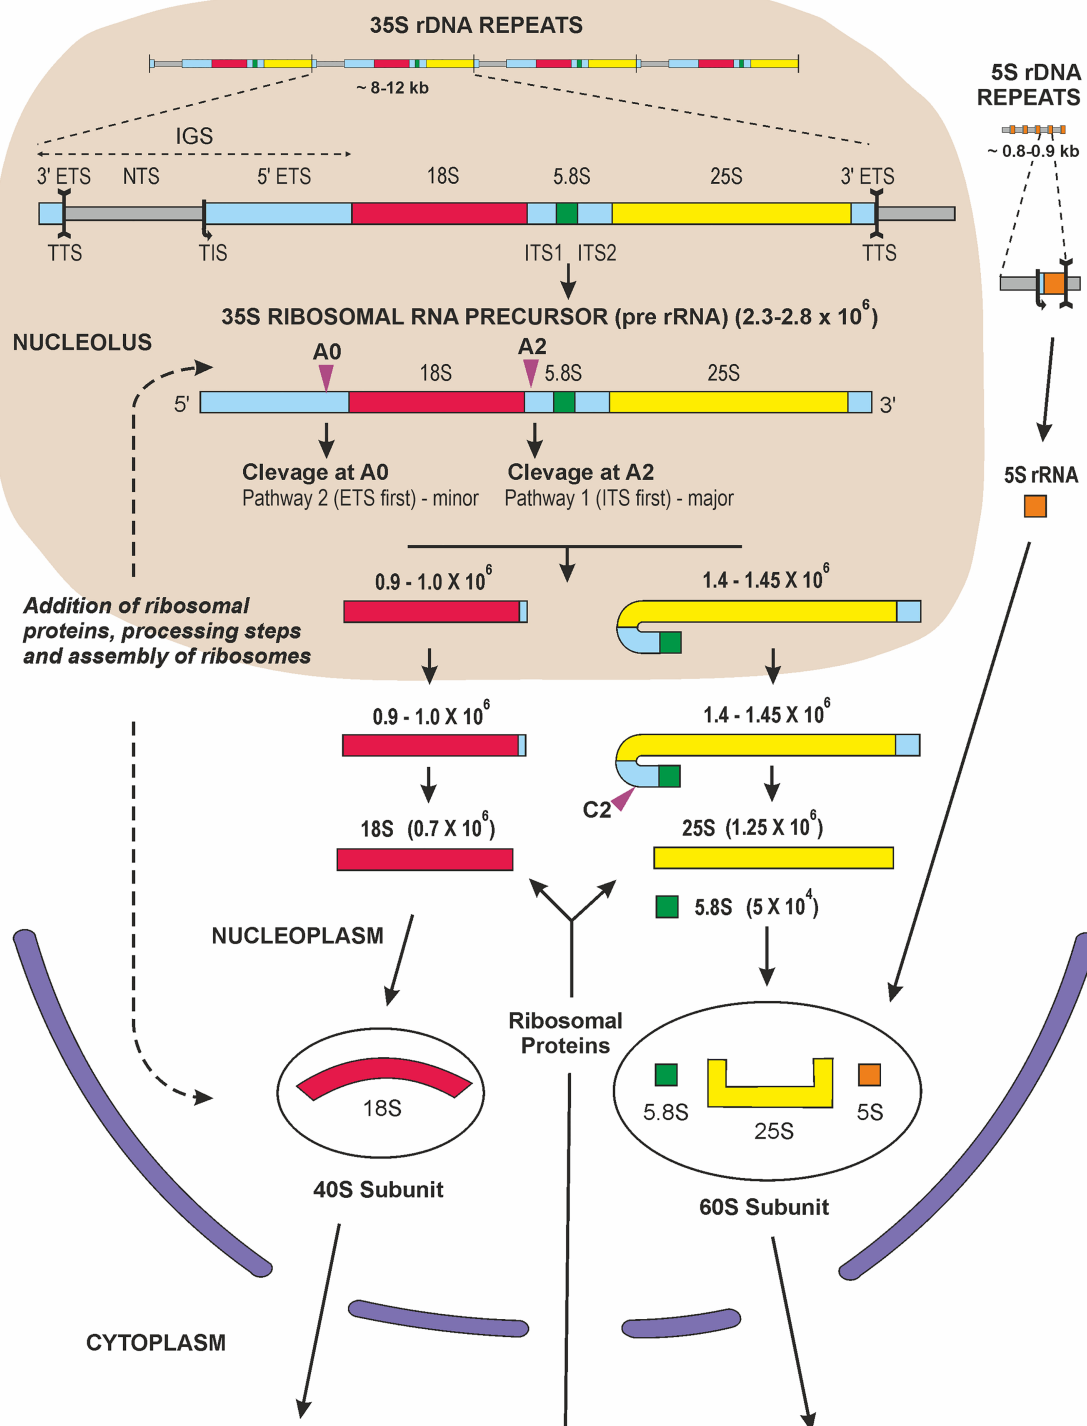 35S rDNA REPEATS
~ 8-12 kb
5S rDNA
REPEATS
~ 0.8-0.9 kb
IGS
3' ETS NTS 5' ETS 18S 5.8S 25S 3' ETS
TTS TIS ITS1 ITS2 TTS
35S RIBOSOMAL RNA PRECURSOR (pre rRNA) (2.3-2.8 x 10⁶)
NUCLEOLUS
A0 A2
18S 5.8S 25S
5' 3'
Clevage at A0 Clevage at A2
Pathway 2 (ETS first) - minor Pathway 1 (ITS first) - major
5S rRNA
0.9 - 1.0 X 10⁶ 1.4 - 1.45 X 10⁶
Addition of ribosomal
proteins, processing steps
and assembly of ribosomes
0.9 - 1.0 X 10⁶ 1.4 - 1.45 X 10⁶
C2
18S (0.7 X 10⁶) 25S (1.25 X 10⁶)
5.8S (5 X 10⁴)
NUCLEOPLASM
Ribosomal
Proteins
18S
5.8S 25S 5S
40S Subunit 60S Subunit
CYTOPLASM